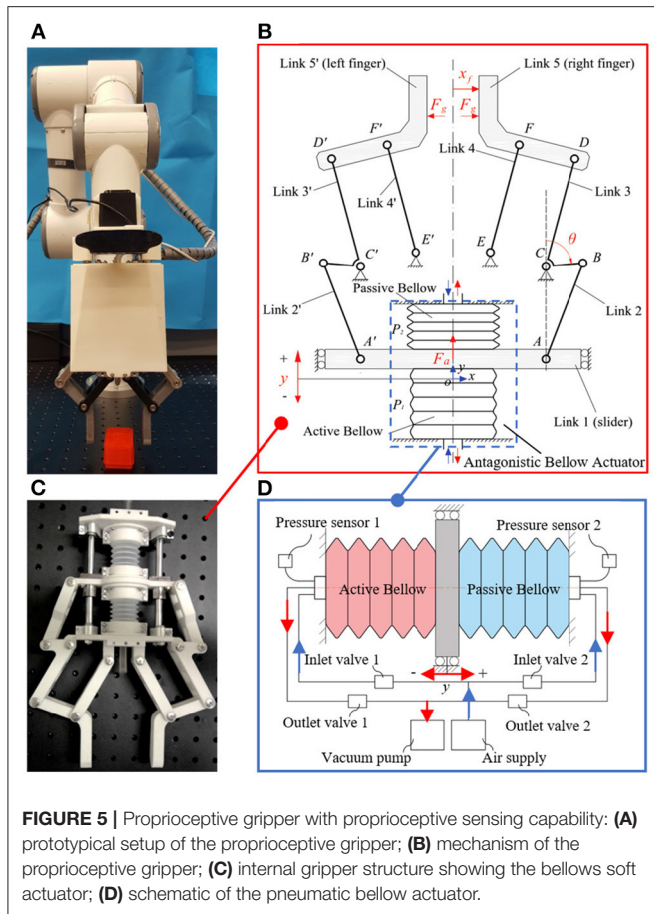 A
B
Link 5' (left finger)
Link 5 (right finger)
x_f
F_g
F_g
F'
F
Link 4
D'
D
Link 3'
Link 4'
Link 3
E'
E
θ
B'
C'
C
B
Passive Bellow
Link 2'
Link 2
P₂
A'
F_a
A
+
y
-
y
o
x
P₁
Link 1 (slider)
Active Bellow
Antagonistic Bellow Actuator
C
D
Pressure sensor 1
Pressure sensor 2
Active Bellow
Passive Bellow
Inlet valve 1
- +
y
Inlet valve 2
Outlet valve 1
Outlet valve 2
Vacuum pump
Air supply
FIGURE 5 | Proprioceptive gripper with proprioceptive sensing capability: (A)
prototypical setup of the proprioceptive gripper; (B) mechanism of the
proprioceptive gripper; (C) internal gripper structure showing the bellows soft
actuator; (D) schematic of the pneumatic bellow actuator.